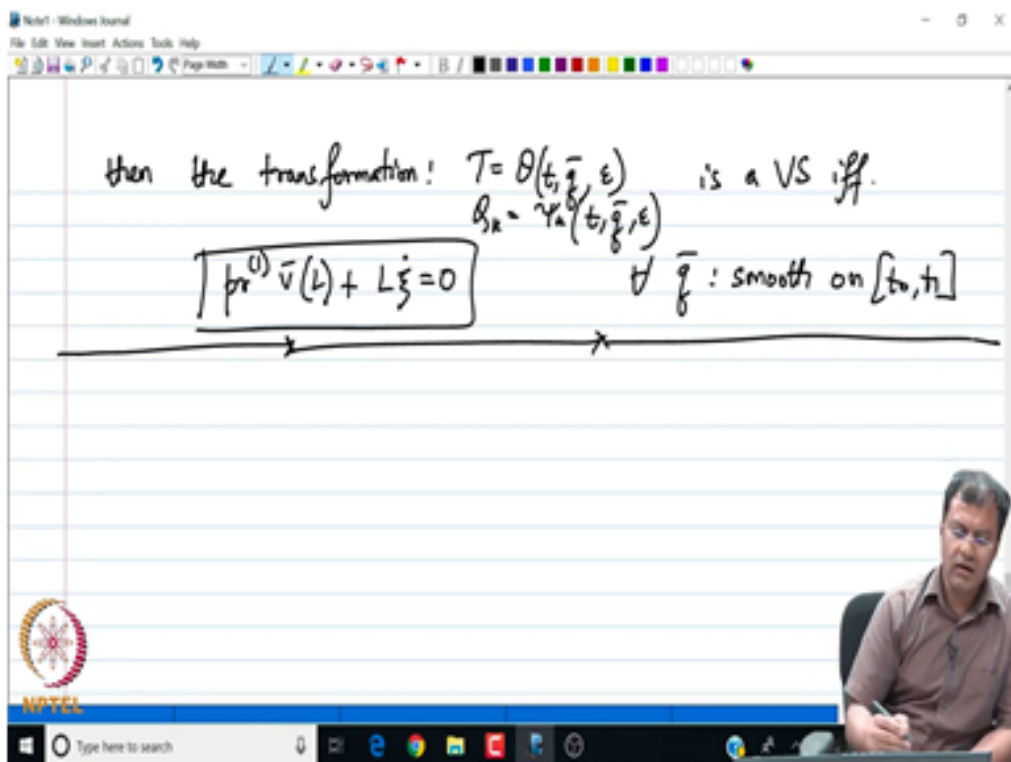 Note1 - Windows Journal
File Edit View Insert Actions Tools Help
Page Width
B I
then the transformation: T = θ(t, q̄, ε) is a VS iff.
Qₖ = Ψₖ(t, q̄, ε)
pr⁽¹⁾ v̄(L) + Lξ̇ = 0 ∀ q̄ : smooth on [t₀, t₁]
NPTEL
Type here to search